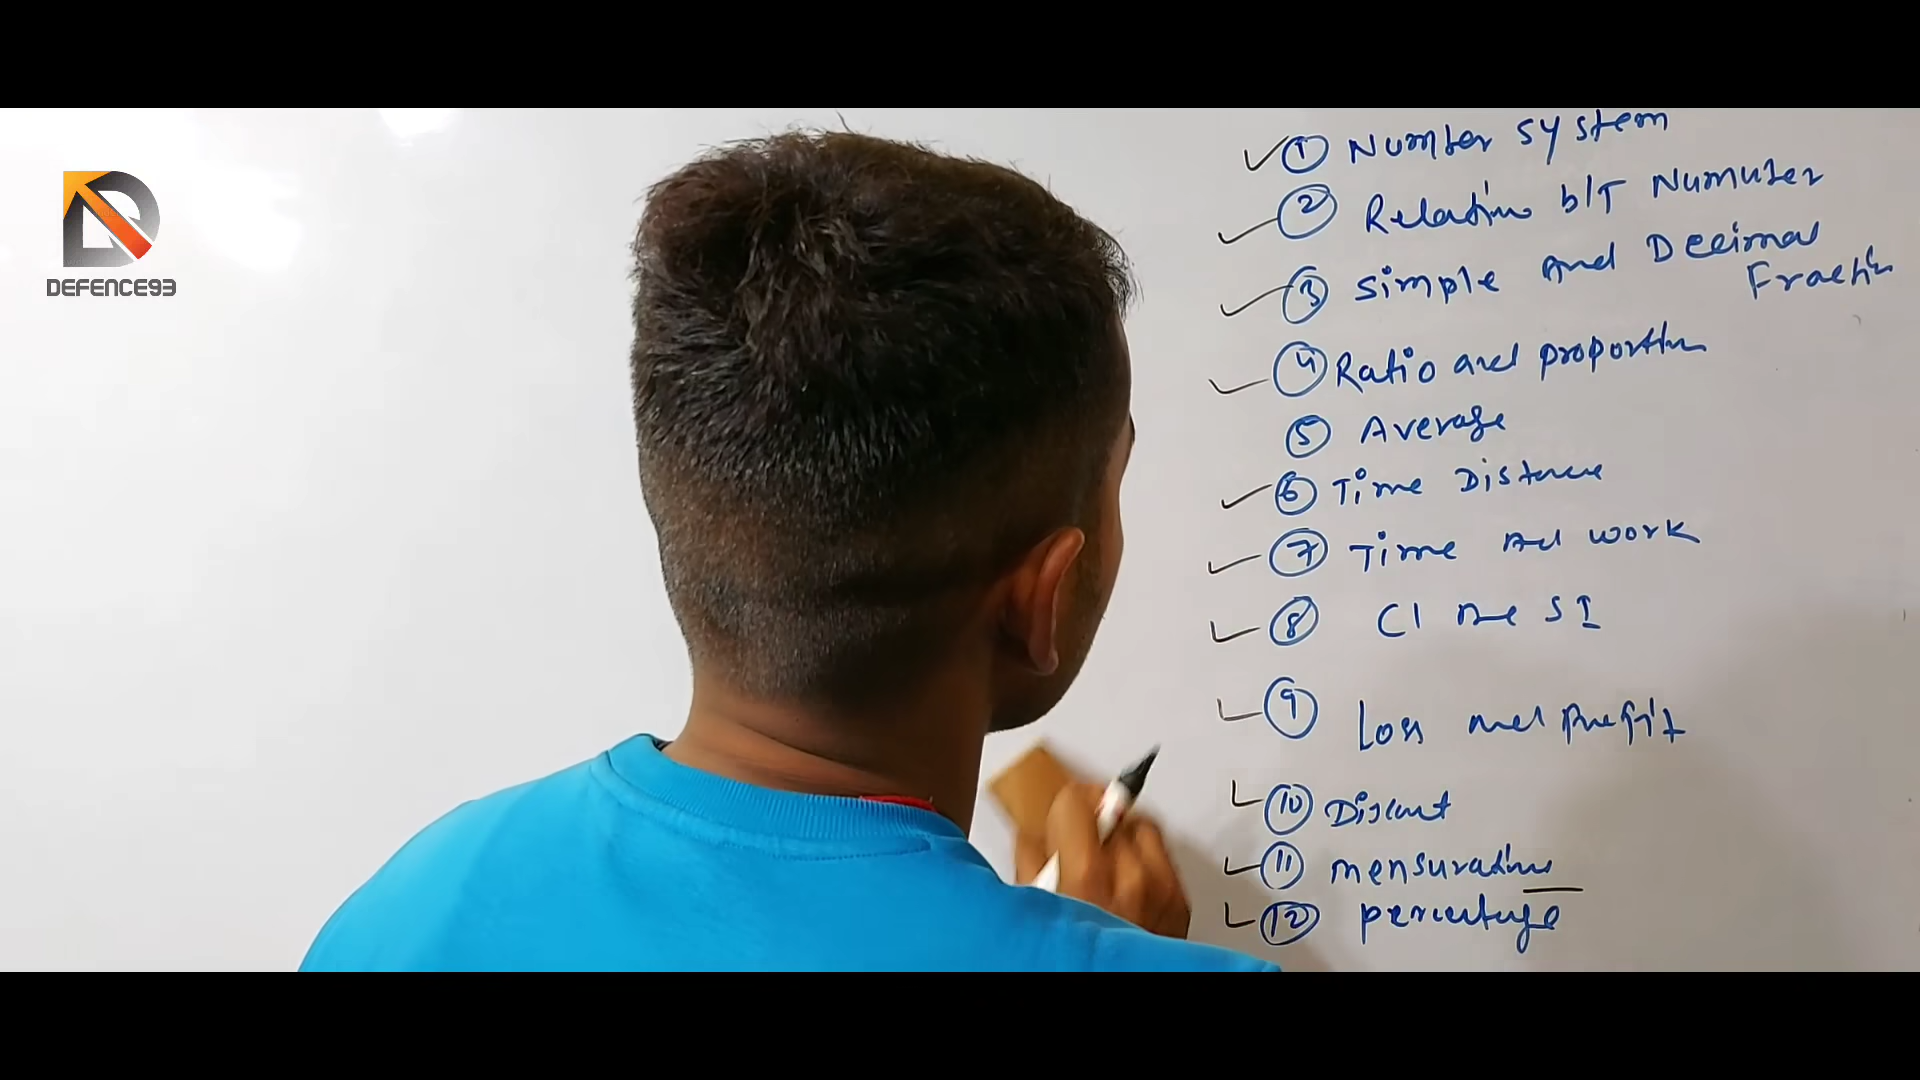 DEFENCE93
① Number system
② Relation b/T Number
③ Simple And Decimal
Fraction
④ Ratio and proportion
⑤ Average
⑥ Time Distance
⑦ Time And work
⑧ CI And SI
⑨ Loss and Profit
⑩ Discount
⑪ mensuration
⑫ percentage